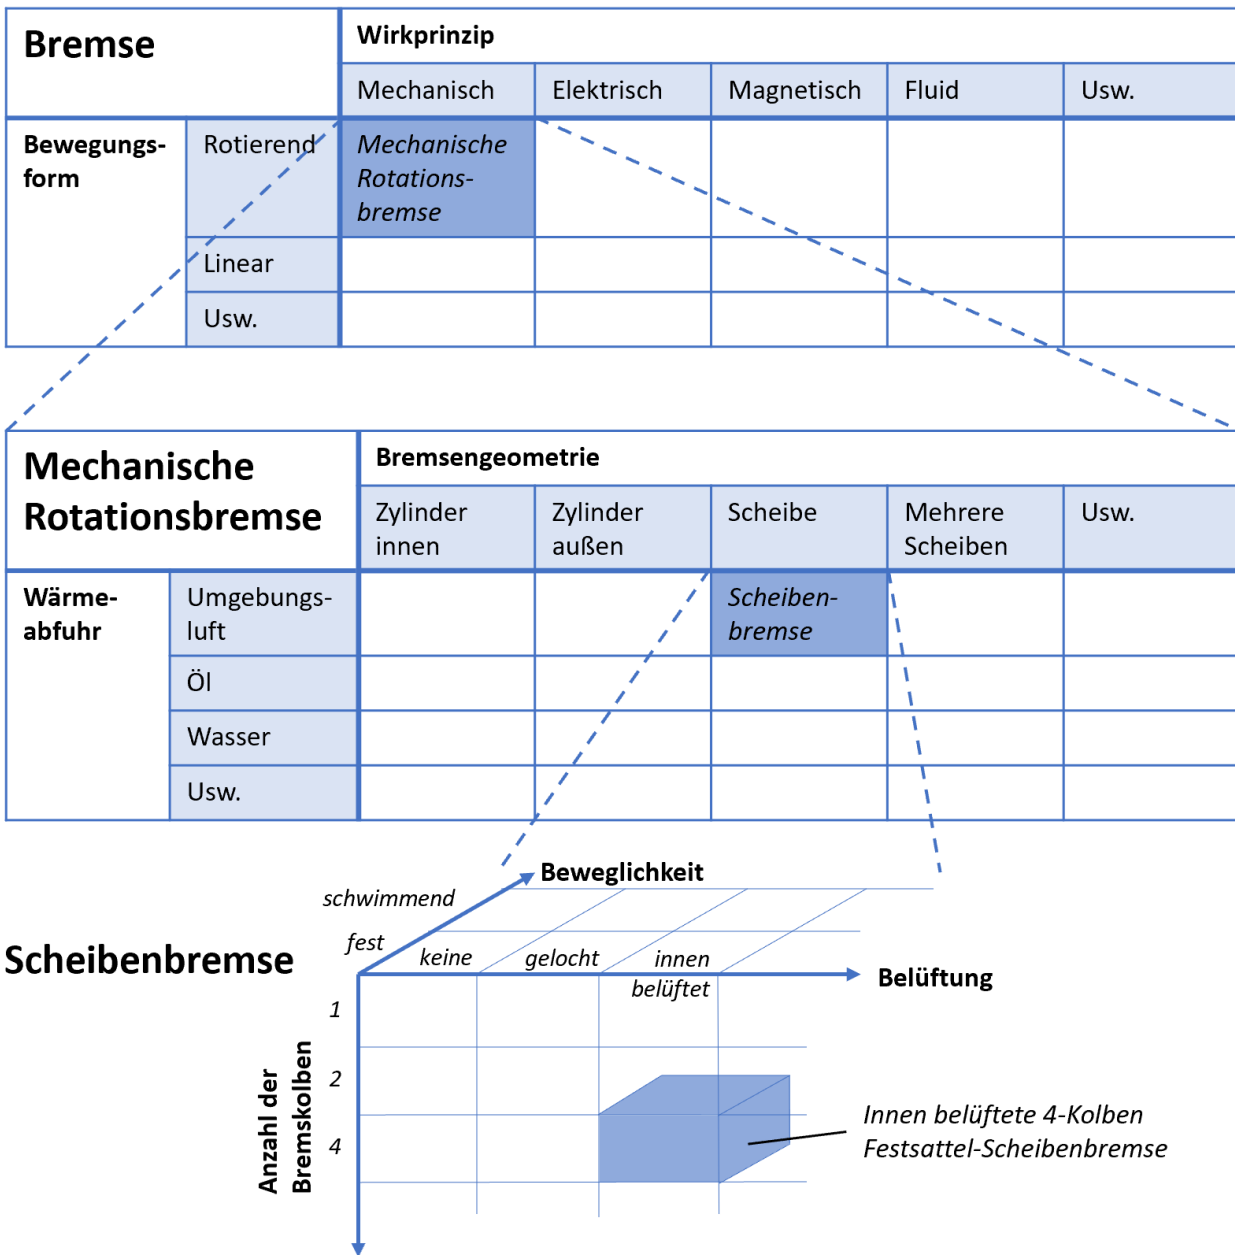 Bremse
Wirkprinzip
Mechanisch Elektrisch Magnetisch Fluid Usw.
Bewegungs-
form
Rotierend
Mechanische
Rotations-
bremse
Linear
Usw.
Mechanische
Rotationsbremse
Bremsengeometrie
Zylinder
innen
Zylinder
außen
Scheibe
Mehrere
Scheiben
Usw.
Wärme-
abfuhr
Umgebungs-
luft
Scheiben-
bremse
Öl
Wasser
Usw.
Scheibenbremse
Beweglichkeit
schwimmend
fest
keine
gelocht
innen
belüftet
Belüftung
Anzahl der
Bremskolben
1
2
4
Innen belüftete 4-Kolben
Festsattel-Scheibenbremse